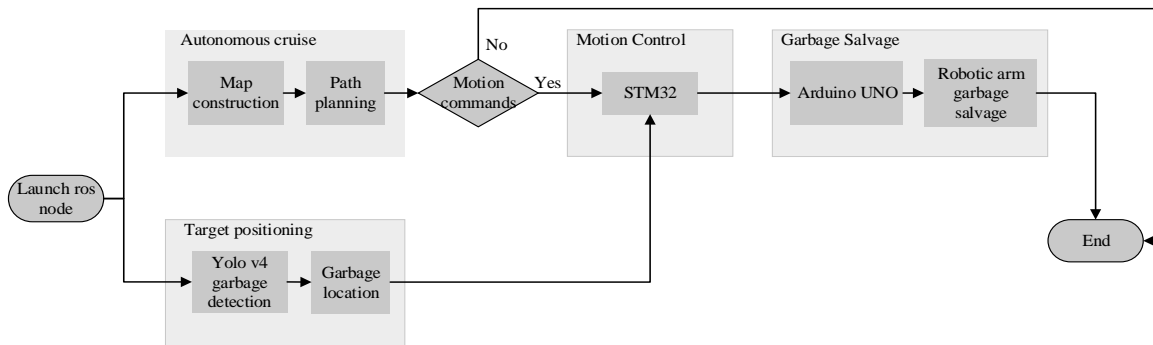 Autonomous cruise
Map
construction
Path
planning
No
Motion
commands
Yes
Motion Control
STM32
Garbage Salvage
Arduino UNO
Robotic arm
garbage
salvage
Launch ros
node
Target positioning
Yolo v4
garbage
detection
Garbage
location
End